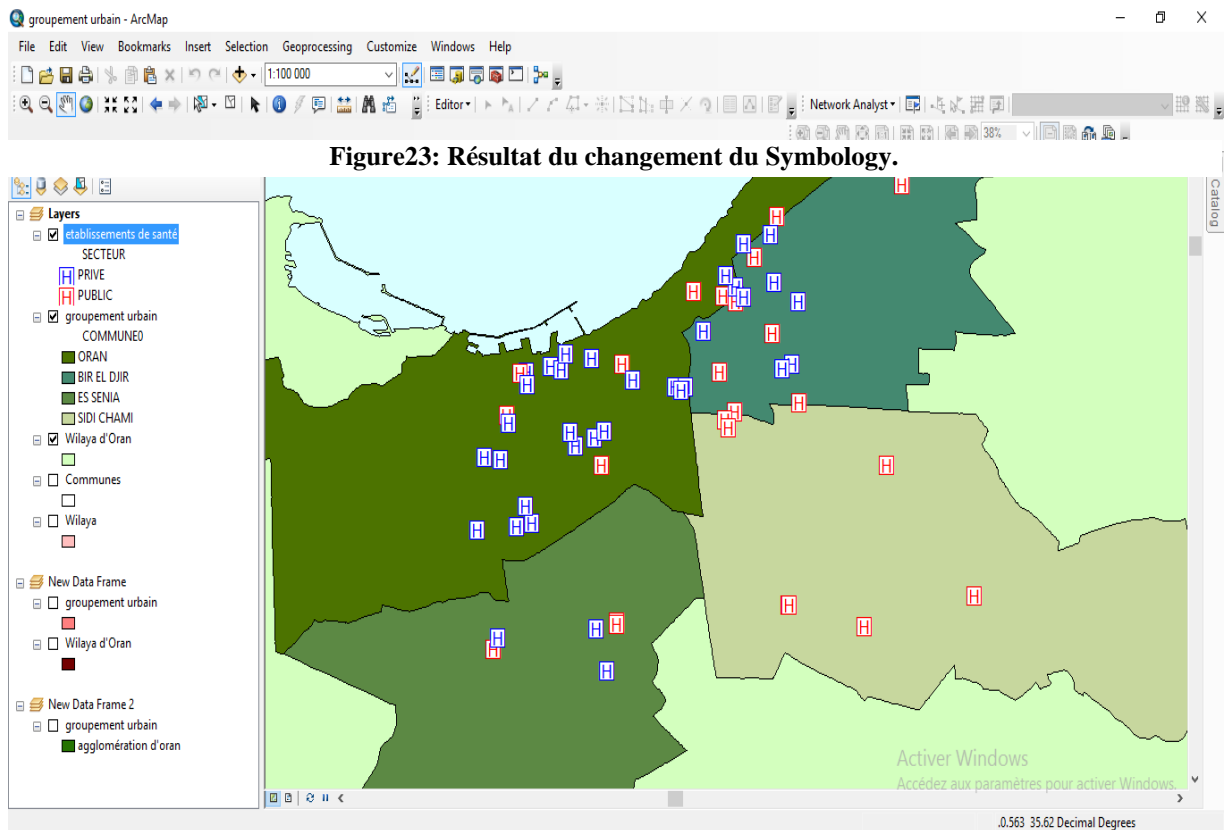 groupement urbain - ArcMap
File Edit View Bookmarks Insert Selection Geoprocessing Customize Windows Help
1:100 000
Editor Network Analyst
38%
Figure23: Résultat du changement du Symbology.
Catalog
Layers
etablissements de santé
SECTEUR
H PRIVE
H PUBLIC
groupement urbain
COMMUNE0
ORAN
BIR EL DJIR
ES SENIA
SIDI CHAMI
Wilaya d'Oran
Communes
Wilaya
New Data Frame
groupement urbain
Wilaya d'Oran
New Data Frame 2
groupement urbain
agglomération d'oran
Activer Windows
Accédez aux paramètres pour activer Windows.
.0.563 35.62 Decimal Degrees